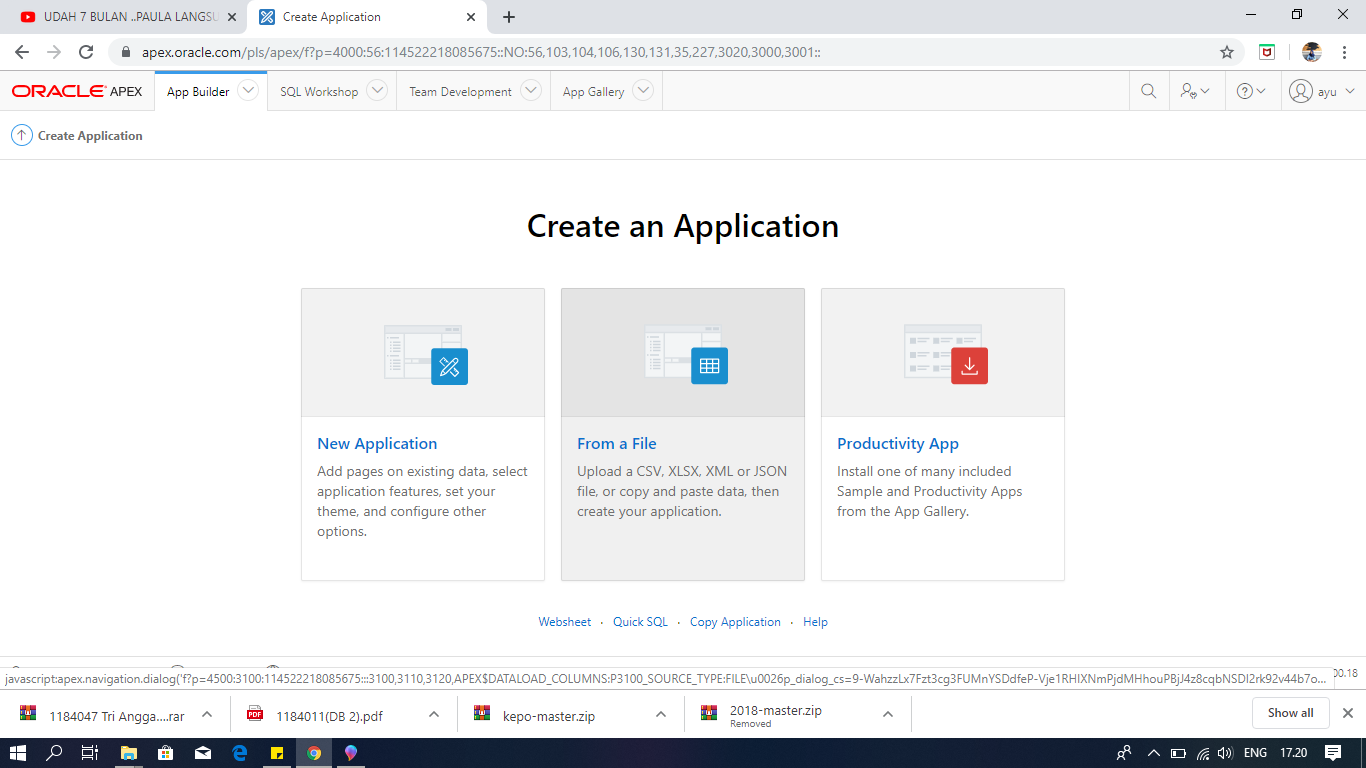 UDAH 7 BULAN ..PAULA LANGSU
Create Application
apex.oracle.com/pls/apex/f?p=4000:56:114522218085675::NO:56,103,104,106,130,131,35,227,3020,3000,3001::
ORACLE APEX
App Builder
SQL Workshop
Team Development
App Gallery
ayu
Create Application
Create an Application
New Application
Add pages on existing data, select
application features, set your
theme, and configure other
options.
From a File
Upload a CSV, XLSX, XML or JSON
file, or copy and paste data, then
create your application.
Productivity App
Install one of many included
Sample and Productivity Apps
from the App Gallery.
Websheet · Quick SQL · Copy Application · Help
javascript:apex.navigation.dialog('f?p=4500:3100:114522218085675:::3100,3110,3120,APEX$DATALOAD_COLUMNS:P3100_SOURCE_TYPE:FILE\u0026p_dialog_cs=9-WahzzLx7Fzt3cg3FUMnYSDdfeP-Vje1RHIXNmPjdMHhouPBjJ4z8cqbNSDI2rk92v44b7o...
00.18
1184047 Tri Angga....rar
1184011(DB 2).pdf
kepo-master.zip
2018-master.zip
Removed
Show all
ENG
17.20